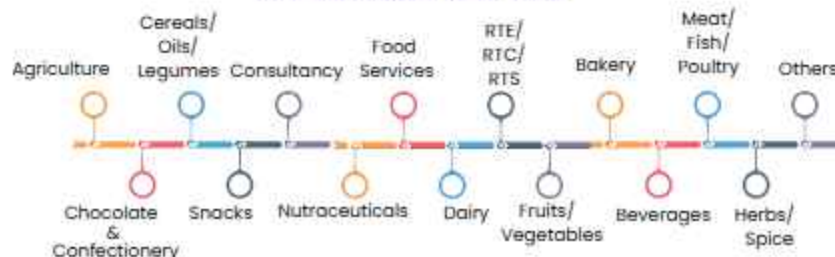 Agriculture
Cereals/
Oils/
Legumes
Consultancy
Food
Services
RTE/
RTC/
RTS
Bakery
Meat/
Fish/
Poultry
Others
Chocolate
&
Confectionery
Snacks
Nutraceuticals
Dairy
Fruits/
Vegetables
Beverages
Herbs/
Spice